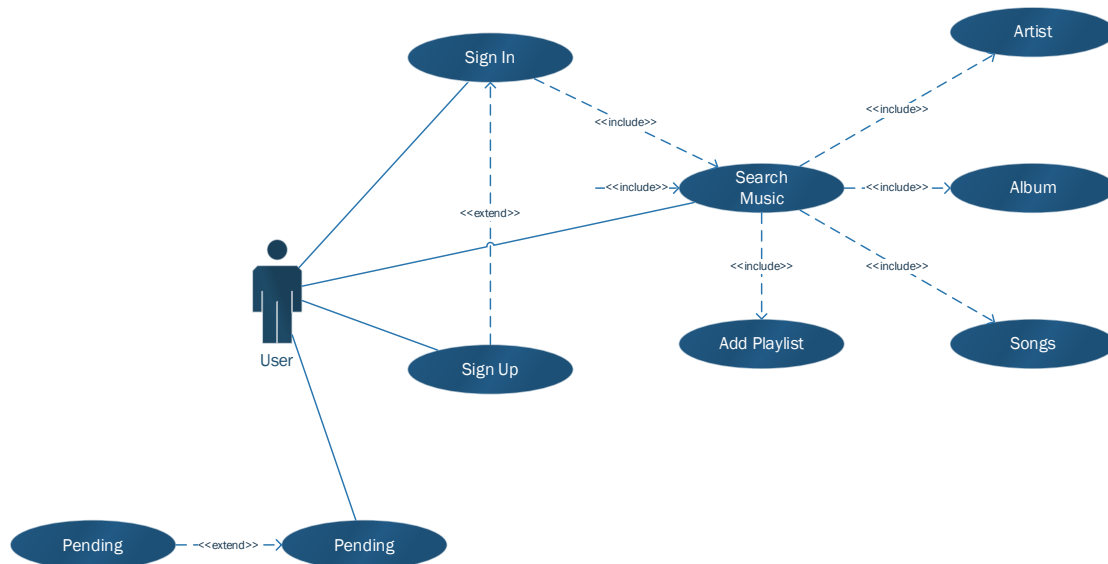 Artist
Sign In
<<include>>
<<include>>
Search
Music
<<include>>
<<include>>
Album
<<extend>>
<<include>>
<<include>>
Add Playlist
Songs
User
Sign Up
Pending
<<extend>>
Pending